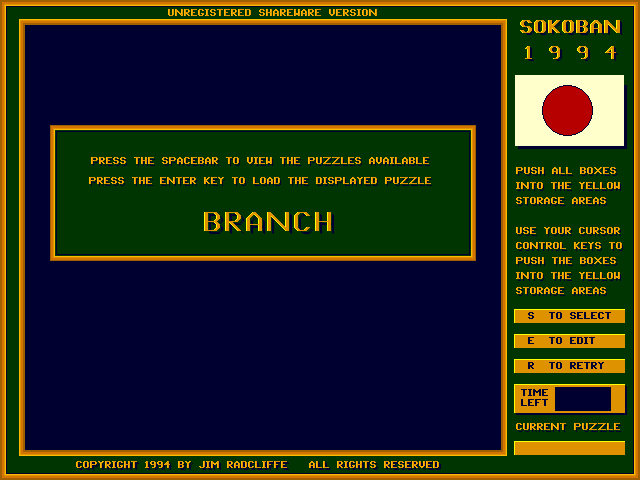 UNREGISTERED SHAREWARE VERSION
SOKOBAN
1 9 9 4
PRESS THE SPACEBAR TO VIEW THE PUZZLES AVAILABLE
PRESS THE ENTER KEY TO LOAD THE DISPLAYED PUZZLE
BRANCH
PUSH ALL BOXES
INTO THE YELLOW
STORAGE AREAS
USE YOUR CURSOR
CONTROL KEYS TO
PUSH THE BOXES
INTO THE YELLOW
STORAGE AREAS
S TO SELECT
E TO EDIT
R TO RETRY
TIME
LEFT
CURRENT PUZZLE
COPYRIGHT 1994 BY JIM RADCLIFFE ALL RIGHTS RESERVED